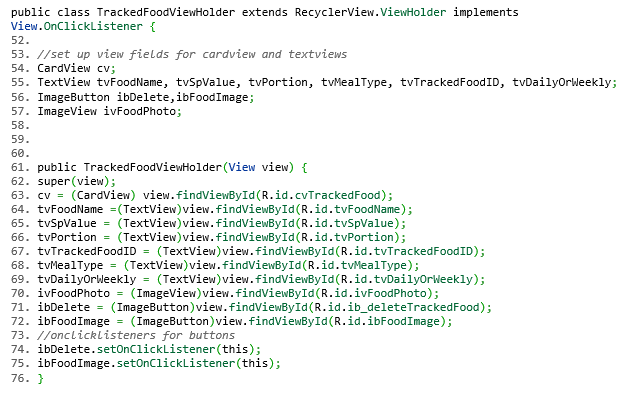 public class TrackedFoodViewHolder extends RecyclerView.ViewHolder implements
View.OnClickListener {
52.
53. //set up view fields for cardview and textviews
54. CardView cv;
55. TextView tvFoodName, tvSpValue, tvPortion, tvMealType, tvTrackedFoodID, tvDailyOrWeekly;
56. ImageButton ibDelete,ibFoodImage;
57. ImageView ivFoodPhoto;
58.
59.
60.
61. public TrackedFoodViewHolder(View view) {
62. super(view);
63. cv = (CardView) view.findViewById(R.id.cvTrackedFood);
64. tvFoodName =(TextView)view.findViewById(R.id.tvFoodName);
65. tvSpValue = (TextView)view.findViewById(R.id.tvSpValue);
66. tvPortion = (TextView)view.findViewById(R.id.tvPortion);
67. tvTrackedFoodID = (TextView)view.findViewById(R.id.tvTrackedFoodID);
68. tvMealType = (TextView)view.findViewById(R.id.tvMealType);
69. tvDailyOrWeekly = (TextView)view.findViewById(R.id.tvDailyOrWeekly);
70. ivFoodPhoto = (ImageView)view.findViewById(R.id.ivFoodPhoto);
71. ibDelete = (ImageButton)view.findViewById(R.id.ib_deleteTrackedFood);
72. ibFoodImage = (ImageButton)view.findViewById(R.id.ibFoodImage);
73. //onclicklisteners for buttons
74. ibDelete.setOnClickListener(this);
75. ibFoodImage.setOnClickListener(this);
76. }